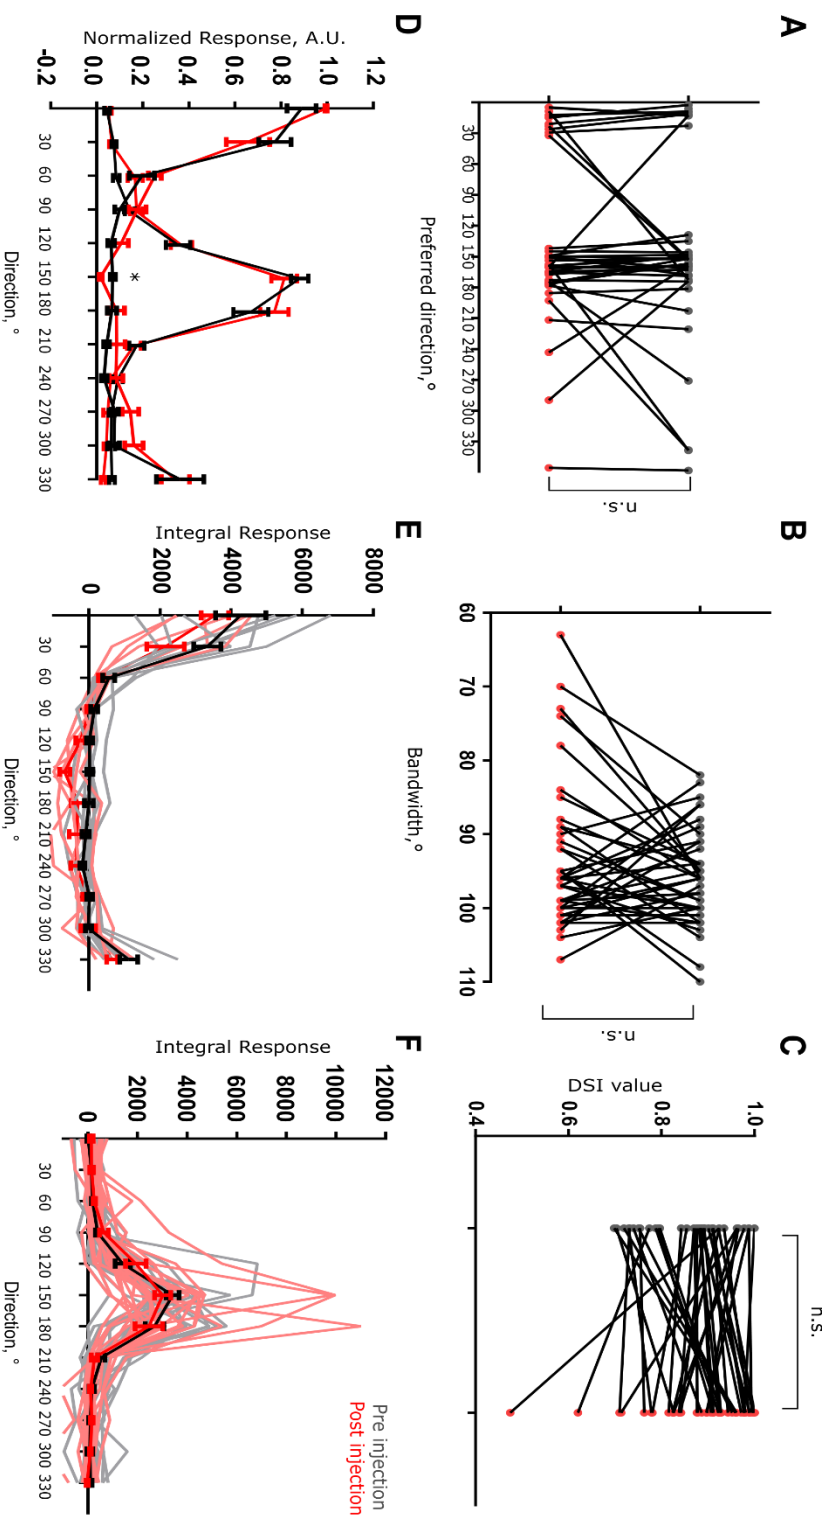 A
30 60 90 120 150 180 210 240 270 300 330
Preferred direction,°
n.s.
B
60 70 80 90 100 110
Bandwidth,°
n.s.
C
DSI value
1.0
0.8
0.6
0.4
n.s.
D
Normalized Response, A.U.
1.2
1.0
0.8
0.6
0.4
0.2
0.0
-0.2
*
30 60 90 120 150 180 210 240 270 300 330
Direction,°
E
Integral Response
8000
6000
4000
2000
0
30 60 90 120 150 180 210 240 270 300 330
Direction,°
F
Integral Response
12000
10000
8000
6000
4000
2000
0
30 60 90 120 150 180 210 240 270 300 330
Direction,°
Pre injection
Post injection